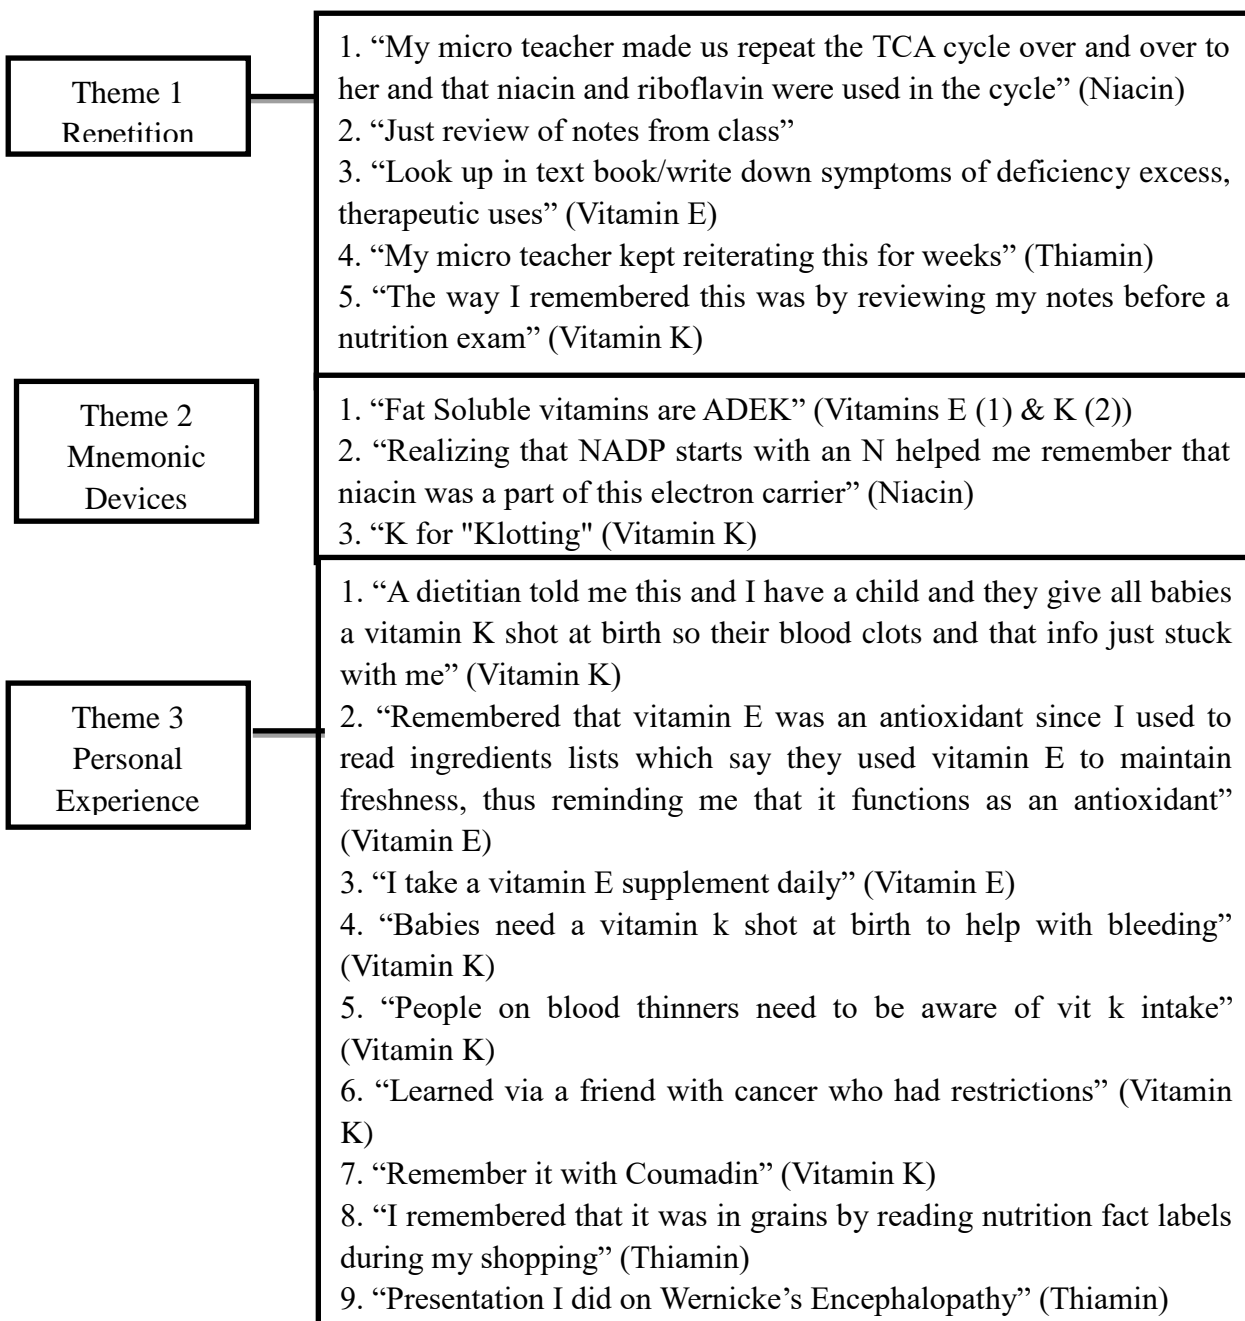 Theme 1
Repetition
1. “My micro teacher made us repeat the TCA cycle over and over to
her and that niacin and riboflavin were used in the cycle” (Niacin)
2. “Just review of notes from class”
3. “Look up in text book/write down symptoms of deficiency excess,
therapeutic uses” (Vitamin E)
4. “My micro teacher kept reiterating this for weeks” (Thiamin)
5. “The way I remembered this was by reviewing my notes before a
nutrition exam” (Vitamin K)
Theme 2
Mnemonic
Devices
1. “Fat Soluble vitamins are ADEK” (Vitamins E (1) & K (2))
2. “Realizing that NADP starts with an N helped me remember that
niacin was a part of this electron carrier” (Niacin)
3. “K for "Klotting" (Vitamin K)
Theme 3
Personal
Experience
1. “A dietitian told me this and I have a child and they give all babies
a vitamin K shot at birth so their blood clots and that info just stuck
with me” (Vitamin K)
2. “Remembered that vitamin E was an antioxidant since I used to
read ingredients lists which say they used vitamin E to maintain
freshness, thus reminding me that it functions as an antioxidant”
(Vitamin E)
3. “I take a vitamin E supplement daily” (Vitamin E)
4. “Babies need a vitamin k shot at birth to help with bleeding”
(Vitamin K)
5. “People on blood thinners need to be aware of vit k intake”
(Vitamin K)
6. “Learned via a friend with cancer who had restrictions” (Vitamin
K)
7. “Remember it with Coumadin” (Vitamin K)
8. “I remembered that it was in grains by reading nutrition fact labels
during my shopping” (Thiamin)
9. “Presentation I did on Wernicke’s Encephalopathy” (Thiamin)